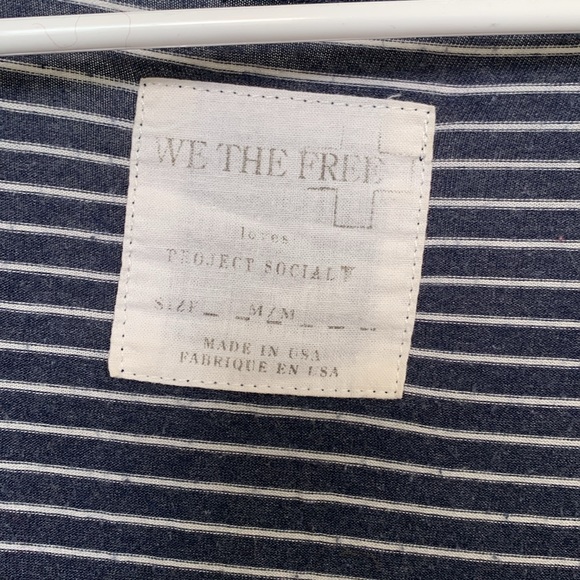 WE THE FREE
loves
PROJECT SOCIAL T
SIZE M/M
MADE IN USA
FABRIQUE EN USA